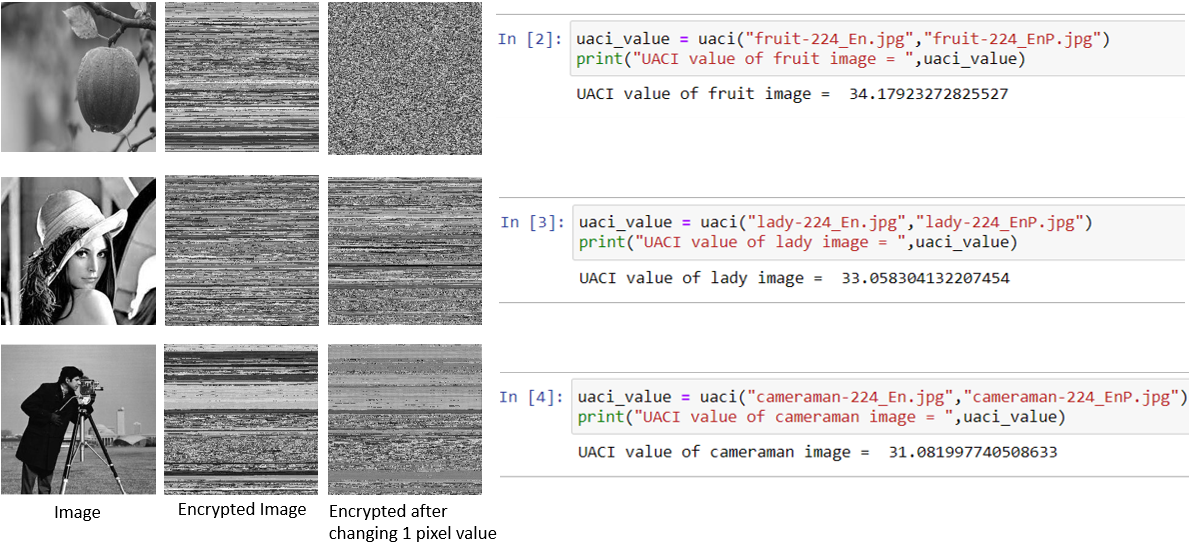 In [2]: uaci_value = uaci("fruit-224_En.jpg","fruit-224_EnP.jpg")
print("UACI value of fruit image = ",uaci_value)
UACI value of fruit image =  34.17923272825527
In [3]: uaci_value = uaci("lady-224_En.jpg","lady-224_EnP.jpg")
print("UACI value of lady image = ",uaci_value)
UACI value of lady image =  33.058304132207454
In [4]: uaci_value = uaci("cameraman-224_En.jpg","cameraman-224_EnP.jpg")
print("UACI value of cameraman image = ",uaci_value)
UACI value of cameraman image =  31.081997740508633
Image
Encrypted Image
Encrypted after
changing 1 pixel value